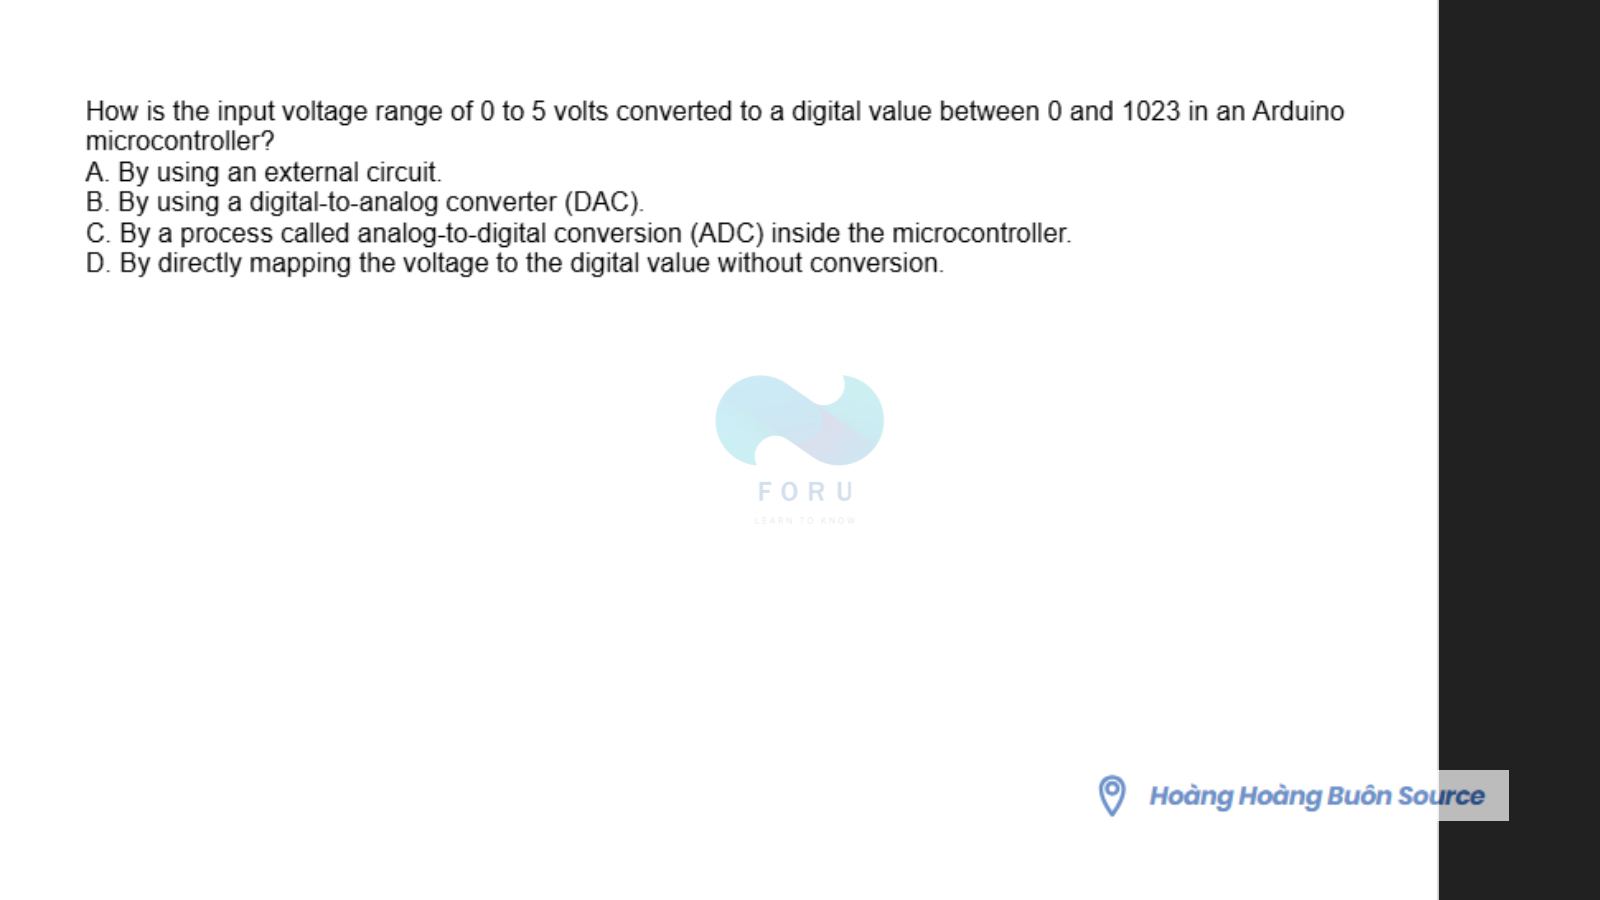 How is the input voltage range of 0 to 5 volts converted to a digital value between 0 and 1023 in an Arduino
microcontroller?
A. By using an external circuit.
B. By using a digital-to-analog converter (DAC).
C. By a process called analog-to-digital conversion (ADC) inside the microcontroller.
D. By directly mapping the voltage to the digital value without conversion.
FORU
LEARN TO KNOW
Hoàng Hoàng Buôn Source